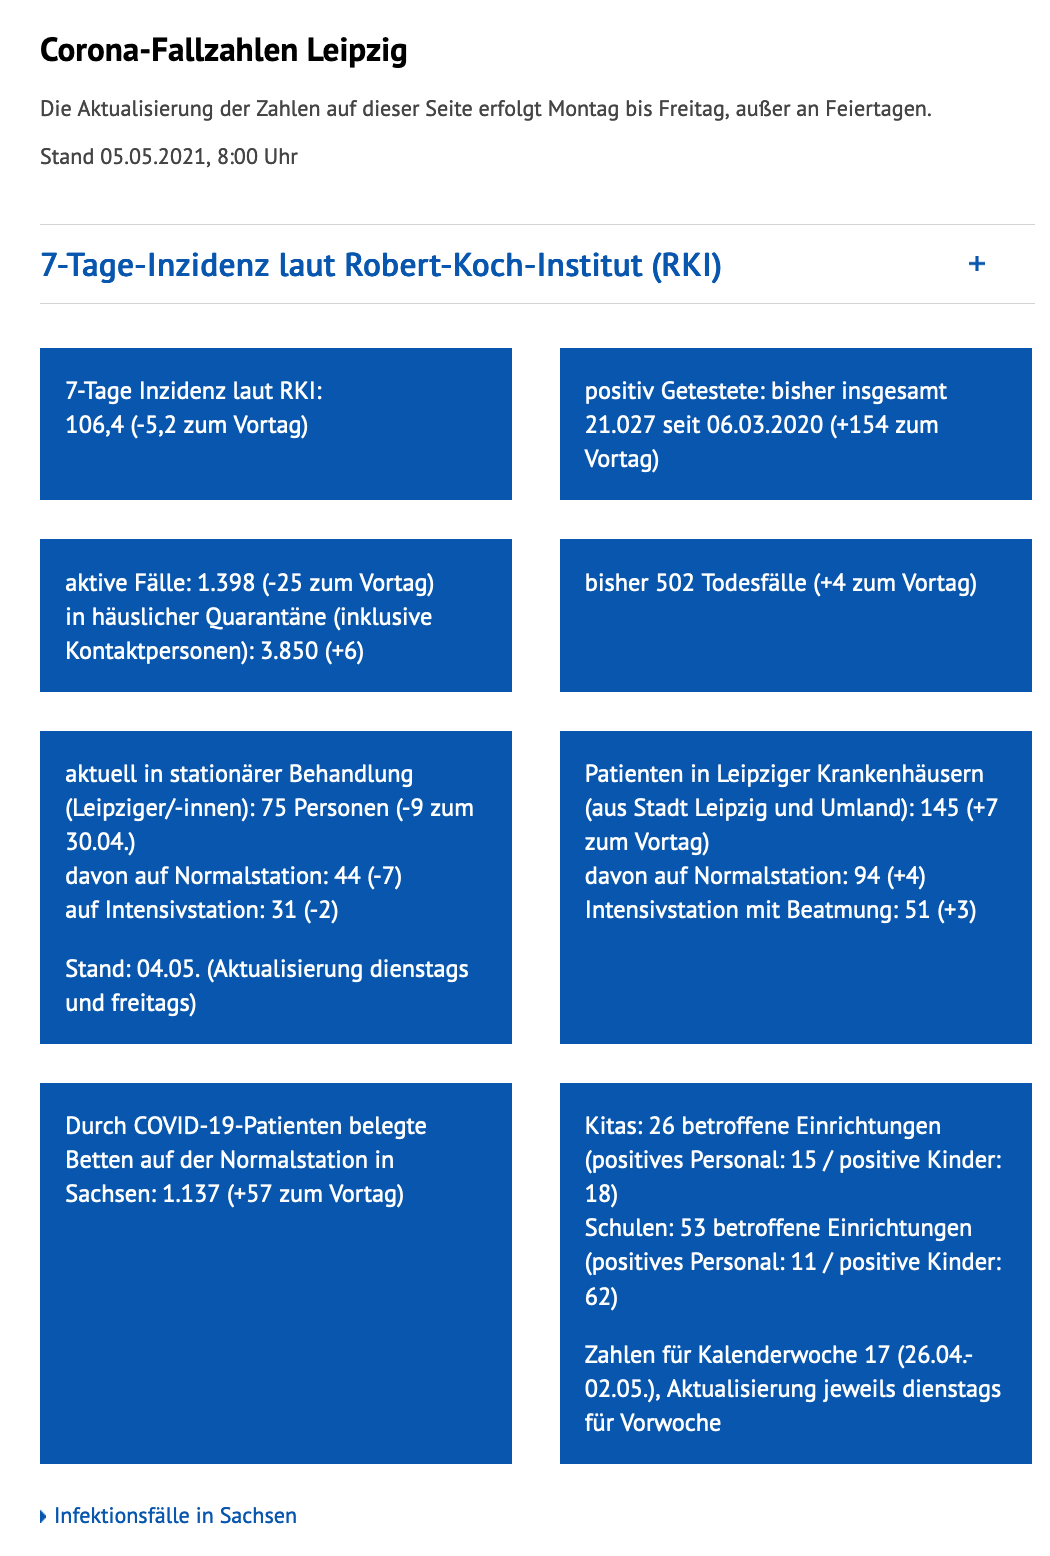 Corona-Fallzahlen Leipzig
Die Aktualisierung der Zahlen auf dieser Seite erfolgt Montag bis Freitag, außer an Feiertagen.
Stand 05.05.2021, 8:00 Uhr
7-Tage-Inzidenz laut Robert-Koch-Institut (RKI)
+
7-Tage Inzidenz laut RKI:
106,4 (-5,2 zum Vortag)
positiv Getestete: bisher insgesamt
21.027 seit 06.03.2020 (+154 zum
Vortag)
aktive Fälle: 1.398 (-25 zum Vortag)
in häuslicher Quarantäne (inklusive
Kontaktpersonen): 3.850 (+6)
bisher 502 Todesfälle (+4 zum Vortag)
aktuell in stationärer Behandlung
(Leipziger/-innen): 75 Personen (-9 zum
30.04.)
davon auf Normalstation: 44 (-7)
auf Intensivstation: 31 (-2)
Stand: 04.05. (Aktualisierung dienstags
und freitags)
Patienten in Leipziger Krankenhäusern
(aus Stadt Leipzig und Umland): 145 (+7
zum Vortag)
davon auf Normalstation: 94 (+4)
Intensivstation mit Beatmung: 51 (+3)
Durch COVID-19-Patienten belegte
Betten auf der Normalstation in
Sachsen: 1.137 (+57 zum Vortag)
Kitas: 26 betroffene Einrichtungen
(positives Personal: 15 / positive Kinder:
18)
Schulen: 53 betroffene Einrichtungen
(positives Personal: 11 / positive Kinder:
62)
Zahlen für Kalenderwoche 17 (26.04.-
02.05.), Aktualisierung jeweils dienstags
für Vorwoche
Infektionsfälle in Sachsen